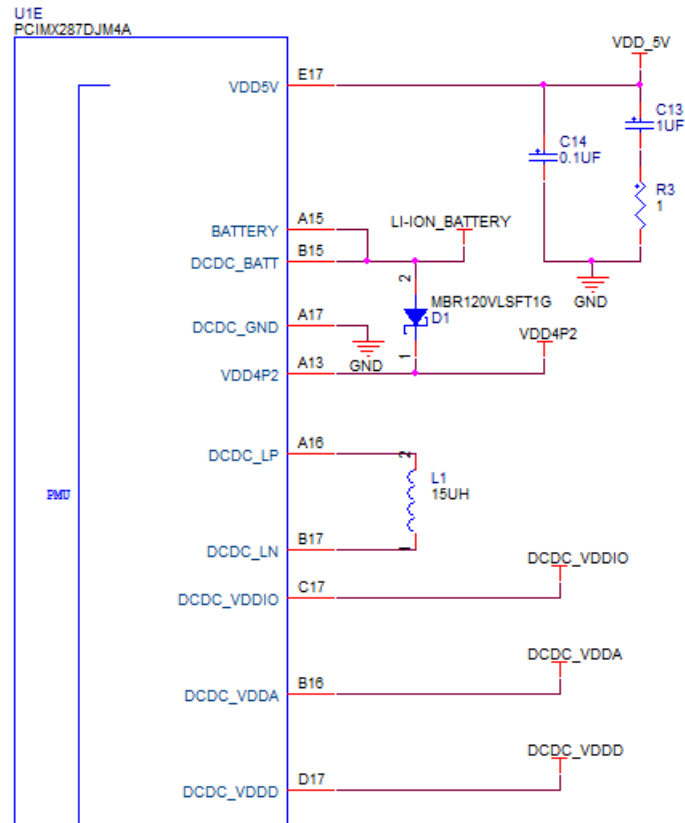 U1E
PCIMX287DJM4A
VDD_5V
VDD5V
E17
C13
1UF
C14
0.1UF
R3
1
GND
BATTERY
A15
LI-ION_BATTERY
DCDC_BATT
B15
2
MBR120VLSFT1G
D1
1
DCDC_GND
A17
GND
VDD4P2
VDD4P2
A13
DCDC_LP
A16
2
L1
15UH
1
PMU
DCDC_LN
B17
DCDC_VDDIO
DCDC_VDDIO
C17
DCDC_VDDA
DCDC_VDDA
B16
DCDC_VDDD
DCDC_VDDD
D17